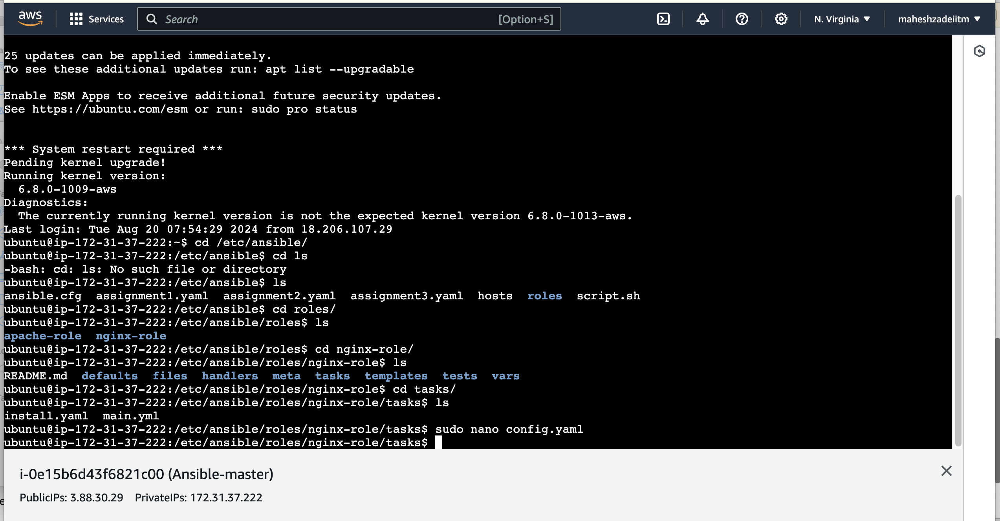 aws Services Search [Option+S] N. Virginia maheshzadeiitm
25 updates can be applied immediately.
To see these additional updates run: apt list --upgradable
Enable ESM Apps to receive additional future security updates.
See https://ubuntu.com/esm or run: sudo pro status
*** System restart required ***
Pending kernel upgrade!
Running kernel version:
6.8.0-1009-aws
Diagnostics:
The currently running kernel version is not the expected kernel version 6.8.0-1013-aws.
Last login: Tue Aug 20 07:54:29 2024 from 18.206.107.29
ubuntu@ip-172-31-37-222:~$ cd /etc/ansible/
ubuntu@ip-172-31-37-222:/etc/ansible$ cd ls
-bash: cd: ls: No such file or directory
ubuntu@ip-172-31-37-222:/etc/ansible$ ls
ansible.cfg assignment1.yaml assignment2.yaml assignment3.yaml hosts roles script.sh
ubuntu@ip-172-31-37-222:/etc/ansible$ cd roles/
ubuntu@ip-172-31-37-222:/etc/ansible/roles$ ls
apache-role nginx-role
ubuntu@ip-172-31-37-222:/etc/ansible/roles$ cd nginx-role/
ubuntu@ip-172-31-37-222:/etc/ansible/roles/nginx-role$ ls
README.md defaults files handlers meta tasks templates tests vars
ubuntu@ip-172-31-37-222:/etc/ansible/roles/nginx-role$ cd tasks/
ubuntu@ip-172-31-37-222:/etc/ansible/roles/nginx-role/tasks$ ls
install.yaml main.yml
ubuntu@ip-172-31-37-222:/etc/ansible/roles/nginx-role/tasks$ sudo nano config.yaml
ubuntu@ip-172-31-37-222:/etc/ansible/roles/nginx-role/tasks$
i-0e15b6d43f6821c00 (Ansible-master)
PublicIPs: 3.88.30.29 PrivateIPs: 172.31.37.222